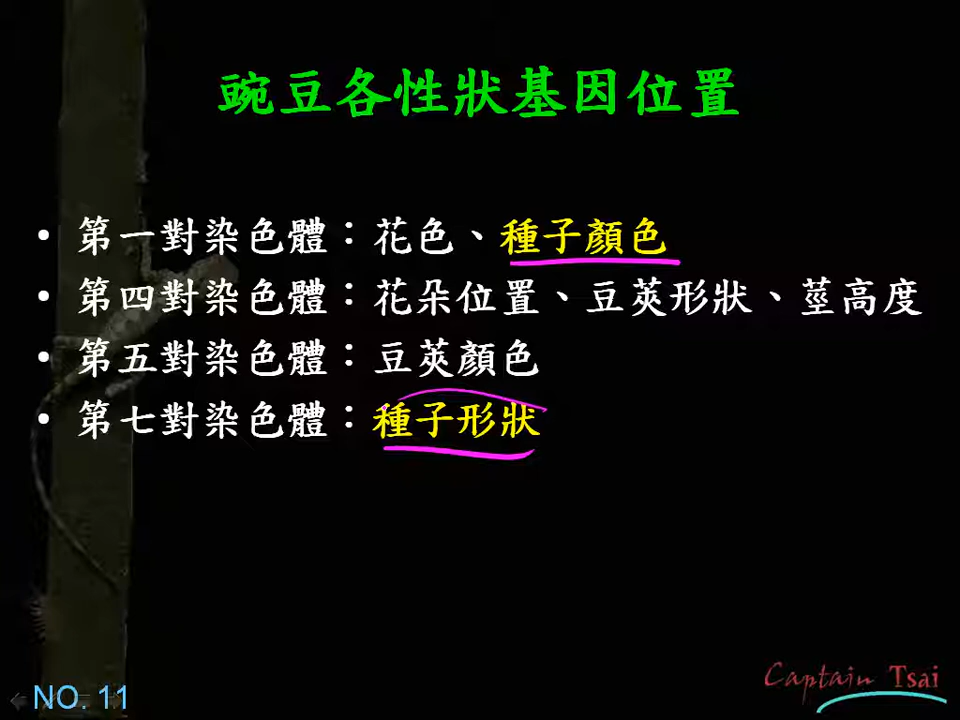 豌豆各性狀基因位置
• 第一對染色體：花色、種子顏色
• 第四對染色體：花朵位置、豆莢形狀、莖高度
• 第五對染色體：豆莢顏色
• 第七對染色體：種子形狀
NO. 11
Captain Tsai